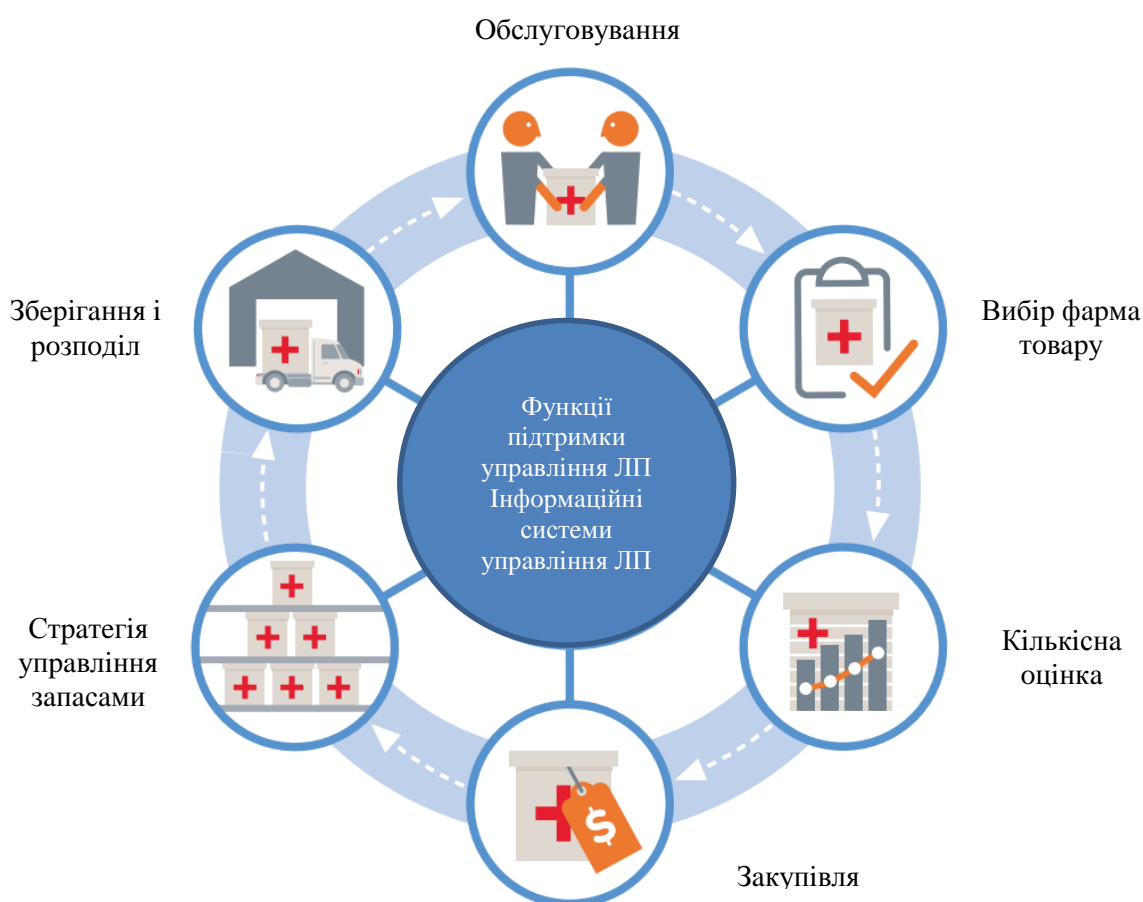 Обслуговування
Вибір фарма
товару
Кількісна
оцінка
Закупівля
Стратегія
управління
запасами
Зберігання і
розподіл
Функції
підтримки
управління ЛП
Інформаційні
системи
управління ЛП
$